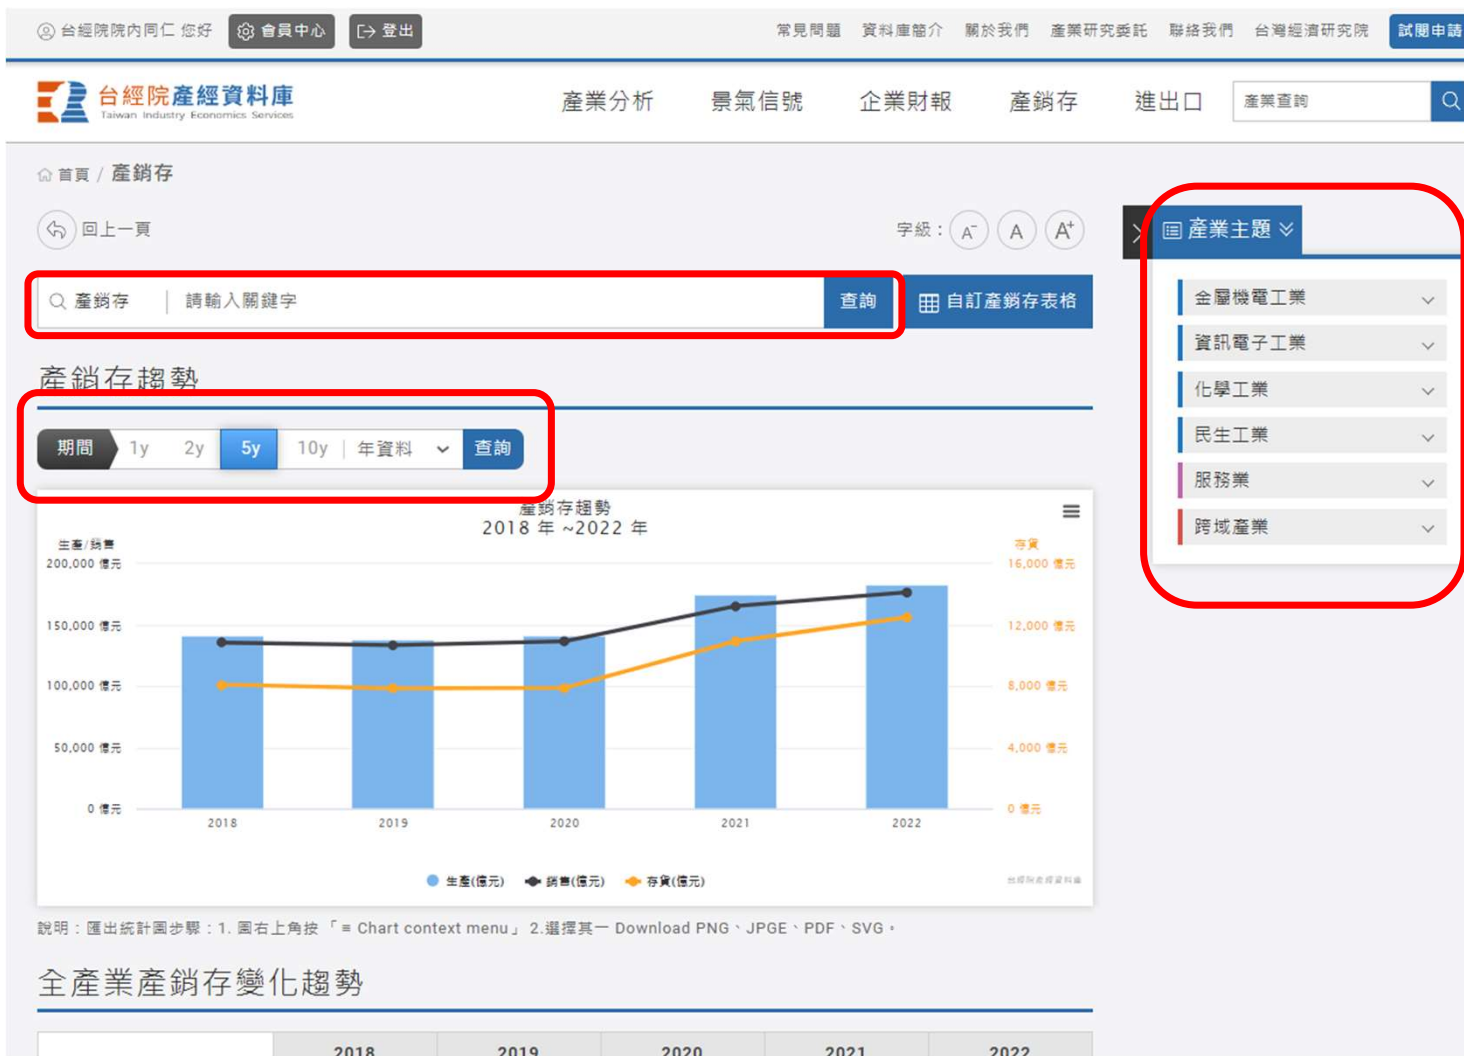 台經院院內同仁 您好 會員中心 登出 常見問題 資料庫簡介 關於我們 產業研究委託 聯絡我們 台灣經濟研究院 試閱申請
台經院產經資料庫 產業分析 景氣信號 企業財報 產銷存 進出口 產業查詢
Taiwan Industry Economics Services
首頁 / 產銷存
回上一頁 字級： A⁻ A A⁺
產業主題
產銷存 請輸入關鍵字 查詢 自訂產銷存表格
金屬機電工業
資訊電子工業
化學工業
民生工業
服務業
跨域產業
產銷存趨勢
期間 1y 2y 5y 10y 年資料 查詢
產銷存趨勢
2018 年 ~2022 年
生產/銷售 存貨
200,000 億元 16,000 億元
150,000 億元 12,000 億元
100,000 億元 8,000 億元
50,000 億元 4,000 億元
0 億元 0 億元
2018 2019 2020 2021 2022
生產(億元) 銷售(億元) 存貨(億元) 台經院產經資料庫
說明：匯出統計圖步驟：1. 圖右上角按 「≡ Chart context menu」 2.選擇其一 Download PNG、JPGE、PDF、SVG。
全產業產銷存變化趨勢
2018 2019 2020 2021 2022